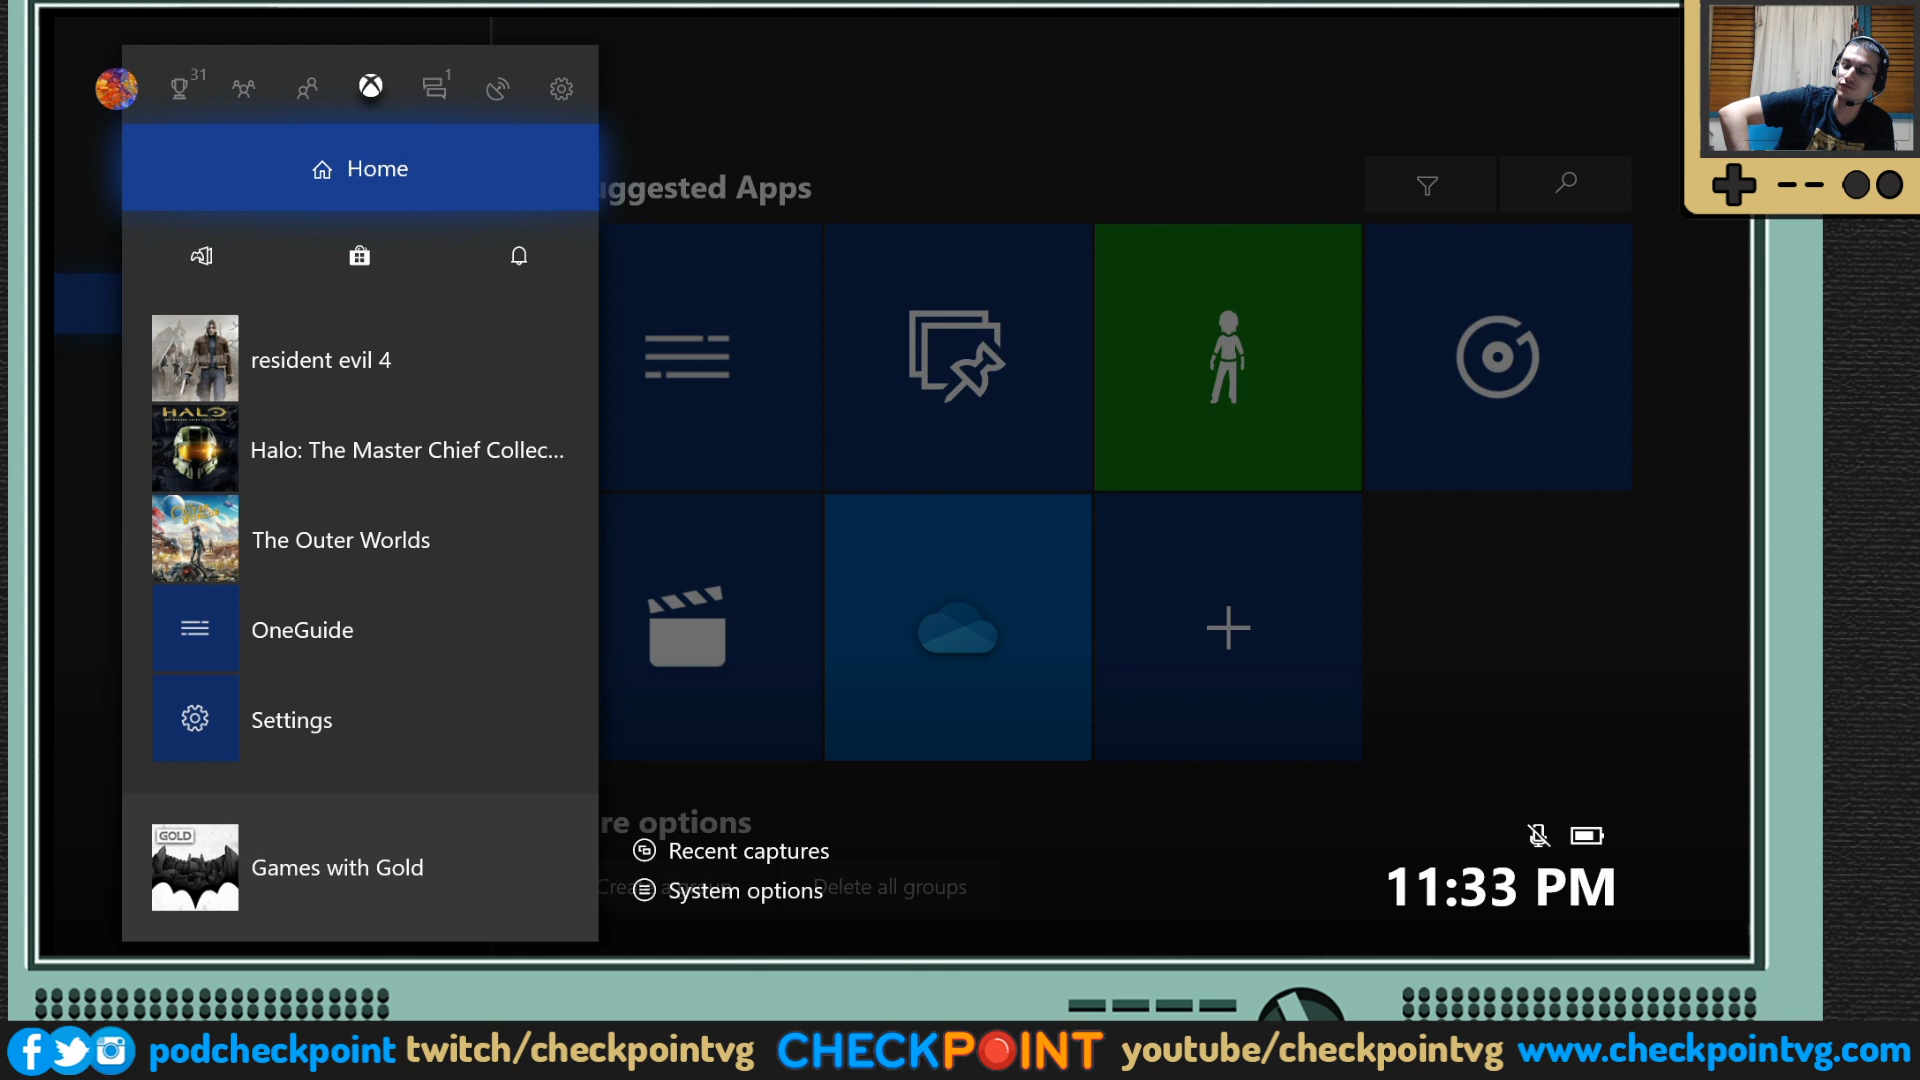 31
1
Home
uggested Apps
resident evil 4
HALO
Halo: The Master Chief Collec...
The Outer Worlds
OneGuide
Settings
GOLD
Games with Gold
re options
Recent captures
System options
Delete all groups
11:33 PM
podcheckpoint twitch/checkpointvg CHECKPOINT youtube/checkpointvg www.checkpointvg.com